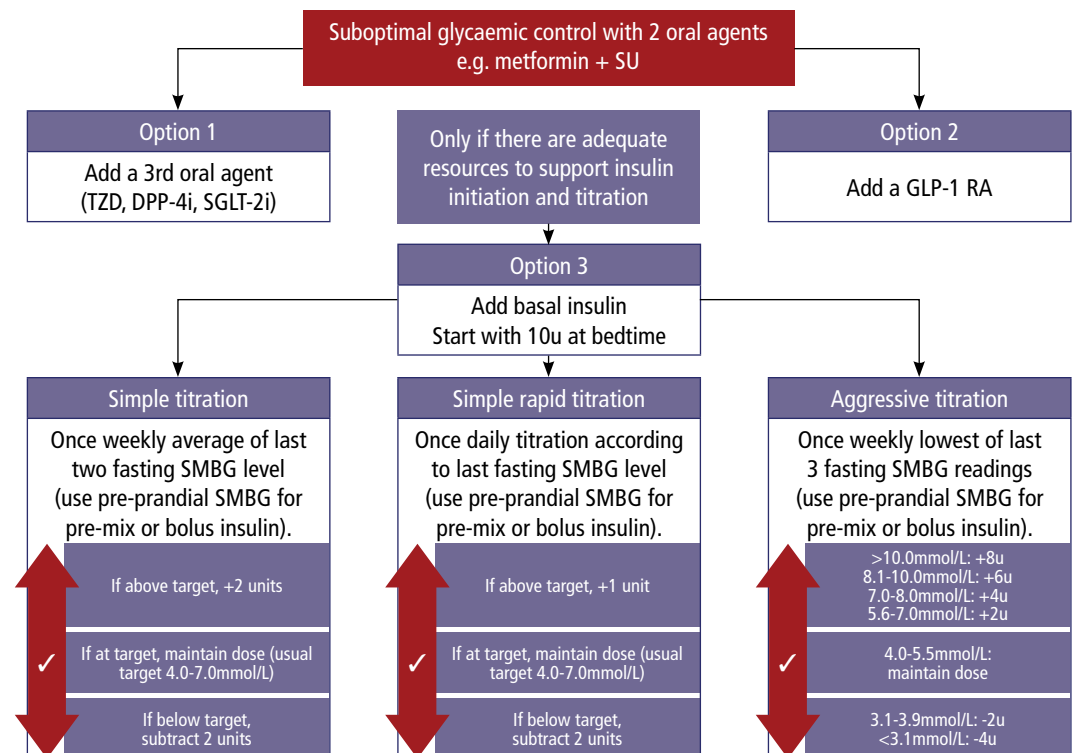 Suboptimal glycaemic control with 2 oral agents
e.g. metformin + SU
Option 1
Add a 3rd oral agent
(TZD, DPP-4i, SGLT-2i)
Only if there are adequate
resources to support insulin
initiation and titration
Option 2
Add a GLP-1 RA
Option 3
Add basal insulin
Start with 10u at bedtime
Simple titration
Once weekly average of last
two fasting SMBG level
(use pre-prandial SMBG for
pre-mix or bolus insulin).
If above target, +2 units
✓
If at target, maintain dose (usual
target 4.0-7.0mmol/L)
If below target,
subtract 2 units
Simple rapid titration
Once daily titration according
to last fasting SMBG level
(use pre-prandial SMBG for
pre-mix or bolus insulin).
If above target, +1 unit
✓
If at target, maintain dose (usual
target 4.0-7.0mmol/L)
If below target,
subtract 2 units
Aggressive titration
Once weekly lowest of last
3 fasting SMBG readings
(use pre-prandial SMBG for
pre-mix or bolus insulin).
>10.0mmol/L: +8u
8.1-10.0mmol/L: +6u
7.0-8.0mmol/L: +4u
5.6-7.0mmol/L: +2u
✓
4.0-5.5mmol/L:
maintain dose
3.1-3.9mmol/L: -2u
<3.1mmol/L: -4u